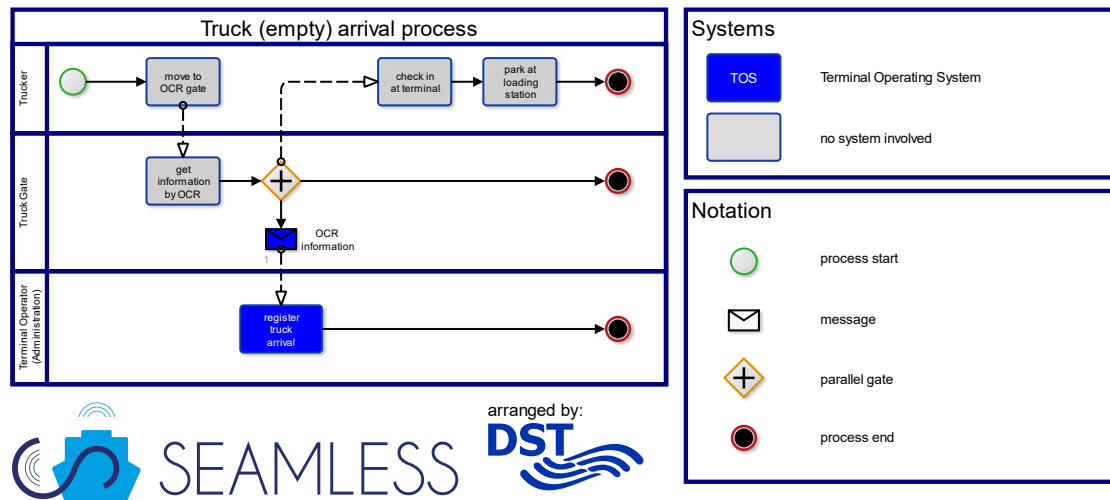 Truck (empty) arrival process
Trucker
move to
OCR gate
check in
at terminal
park at
loading
station
Truck Gate
get
information
by OCR
OCR
information
1
Terminal Operator
(Administration)
register
truck
arrival
Systems
TOS
Terminal Operating System
no system involved
Notation
process start
message
parallel gate
process end
SEAMLESS
arranged by:
DST